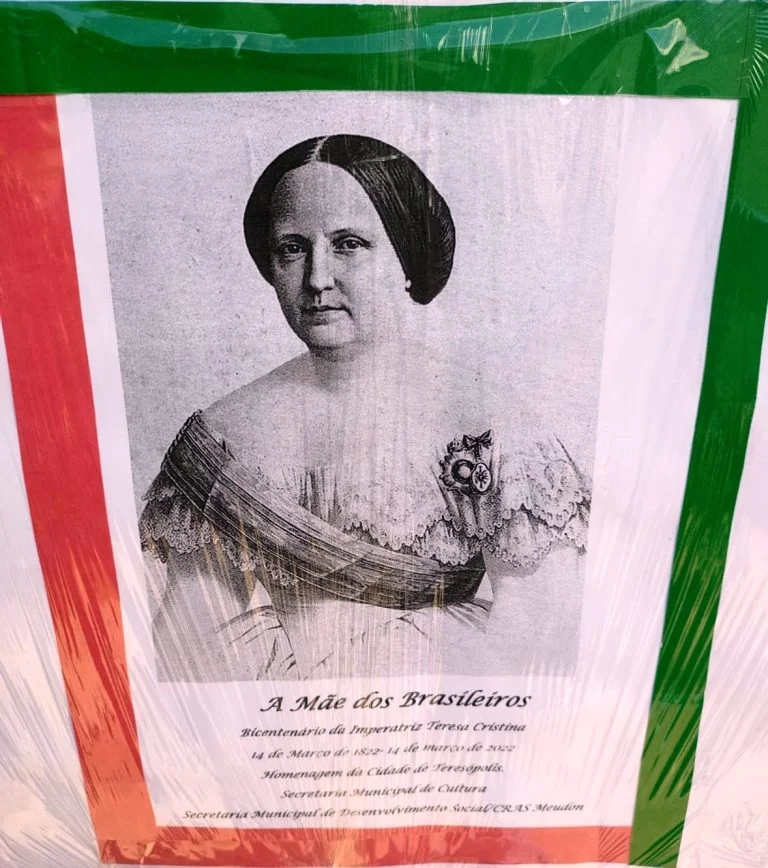 A Mãe dos Brasileiros
Bicentenário da Imperatriz Teresa Cristina
14 de Março de 1822- 14 de março de 2022
Homenagem da Cidade de Teresópolis.
Secretaria Municipal de Cultura
Secretaria Municipal de Desenvolvimento Social/CRAS Meudon